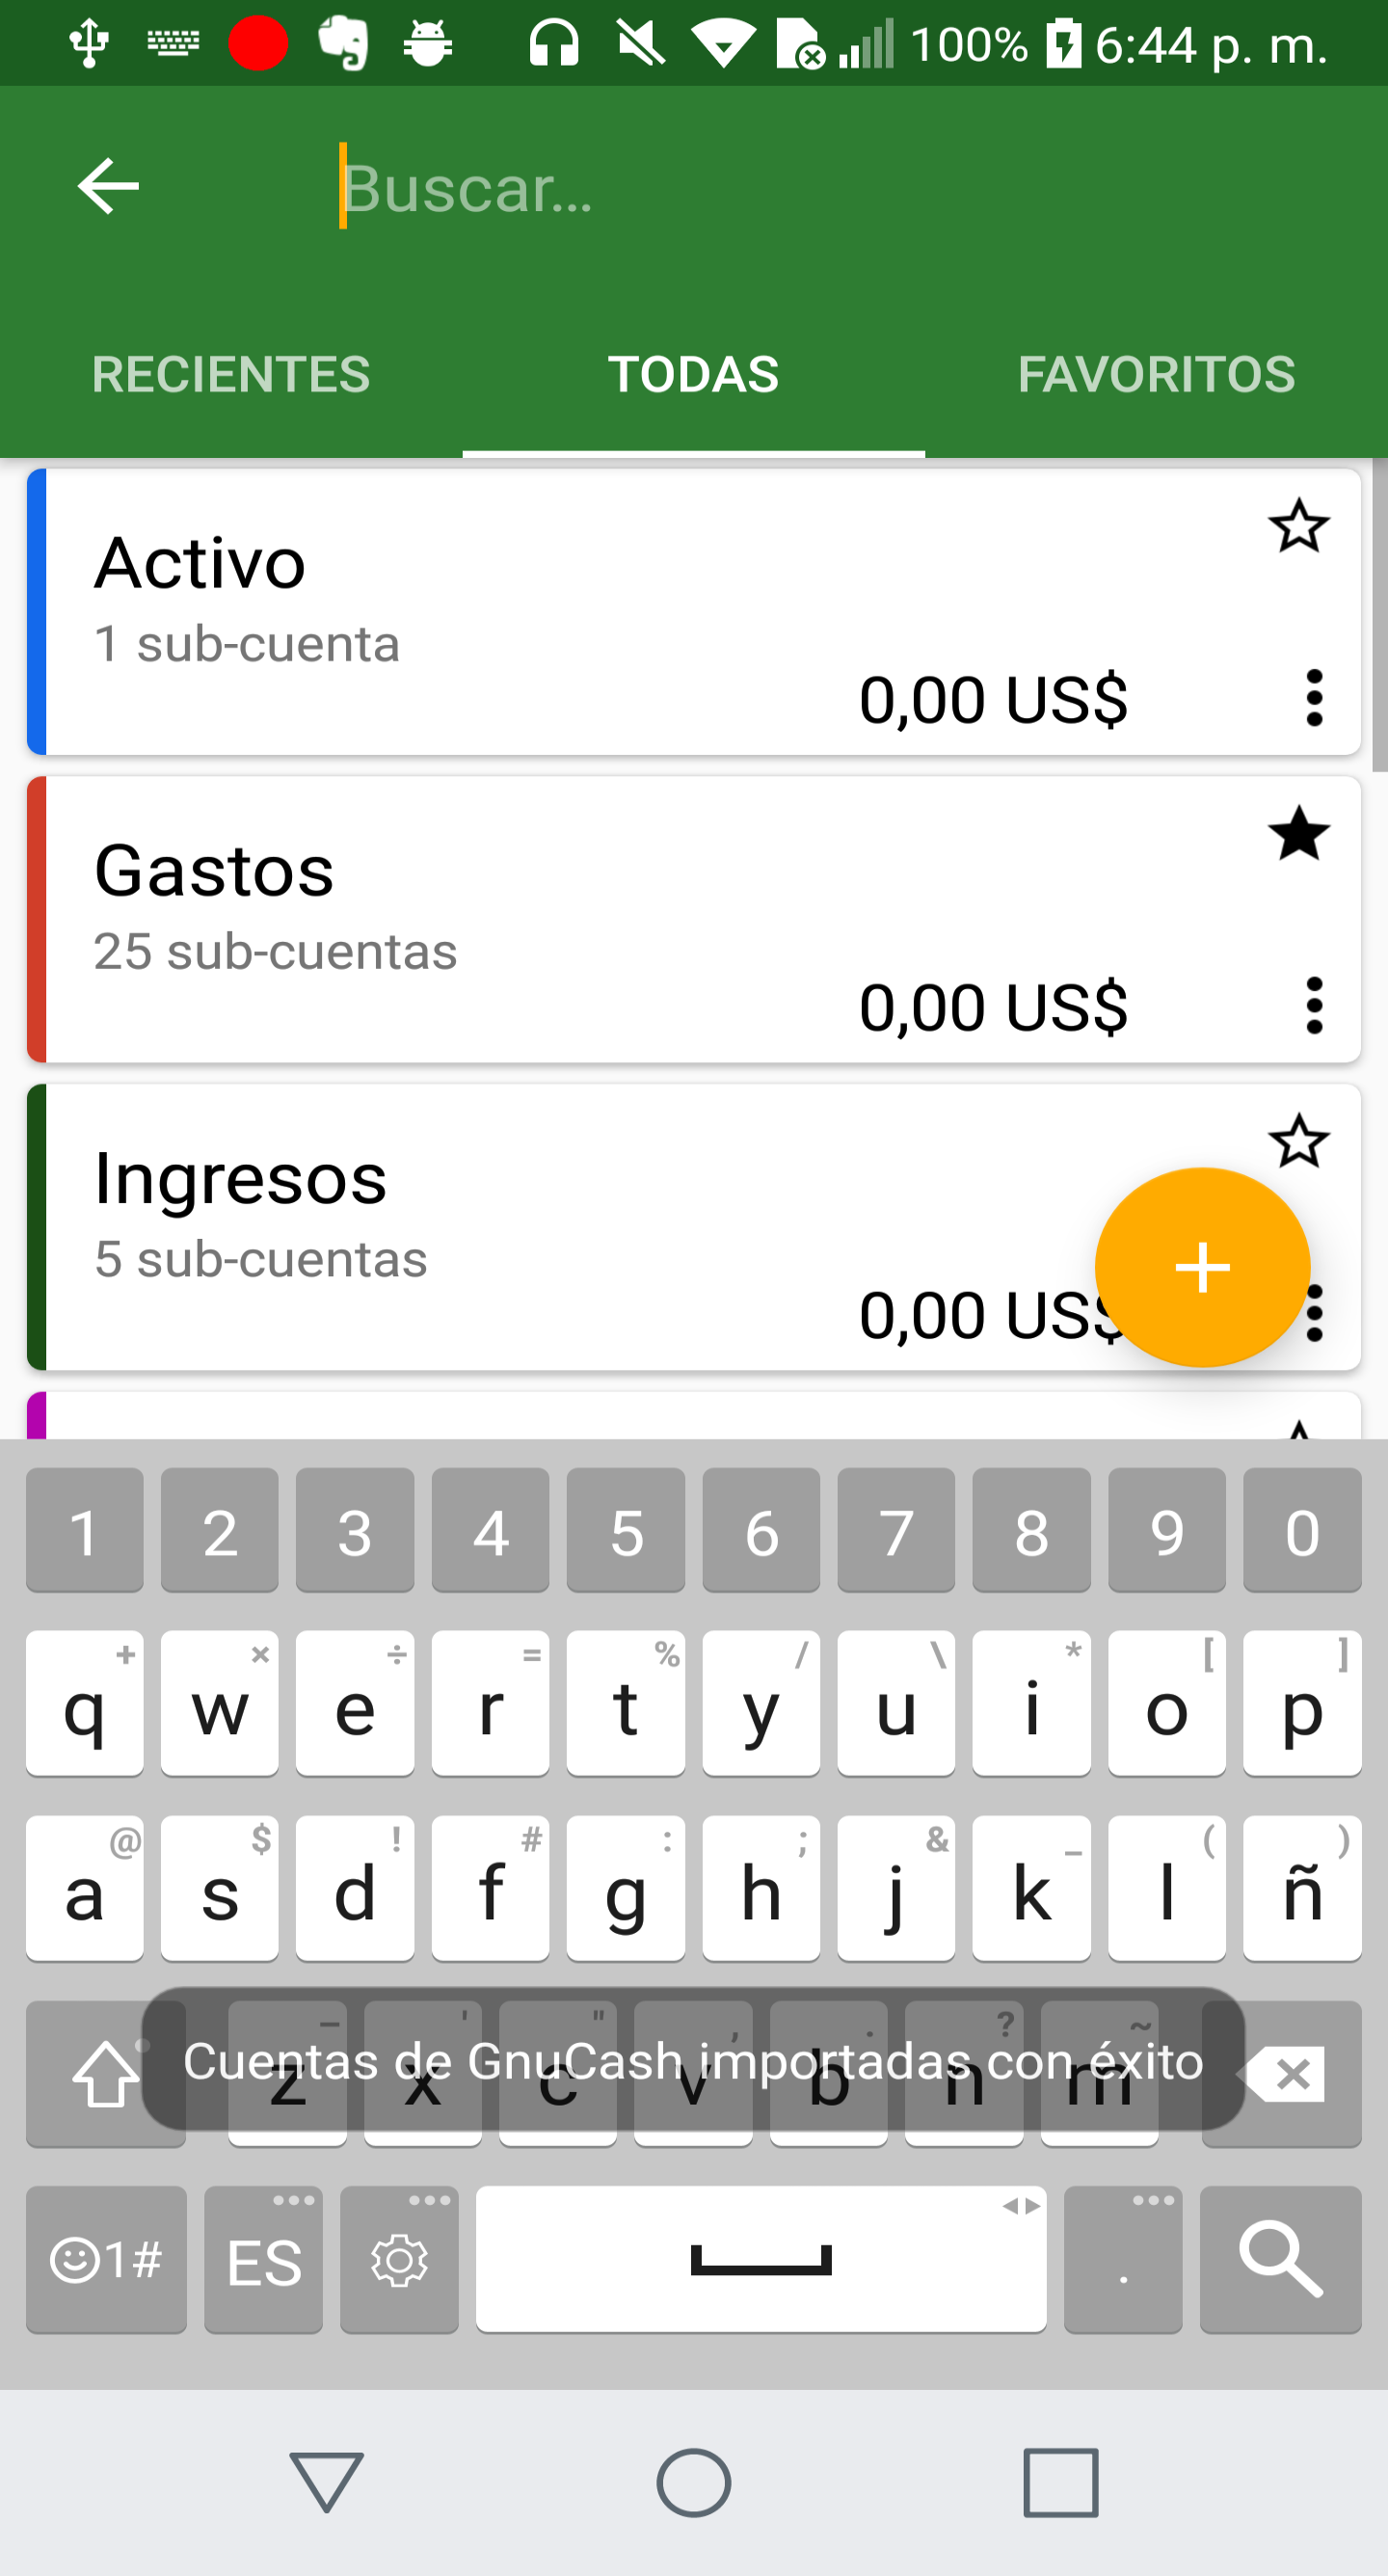 100% 6:44 p. m.
Buscar...
RECIENTES TODAS FAVORITOS
Activo
1 sub-cuenta
0,00 US$
Gastos
25 sub-cuentas
0,00 US$
Ingresos
5 sub-cuentas
0,00 US$
1 2 3 4 5 6 7 8 9 0
+ × ÷ = % / \ * [ ]
q w e r t y u i o p
@ $ ! # : ; & _ ( )
a s d f g h j k l ñ
– ' " , . ? ~
z x c v b n m
Cuentas de GnuCash importadas con éxito
1# ES .